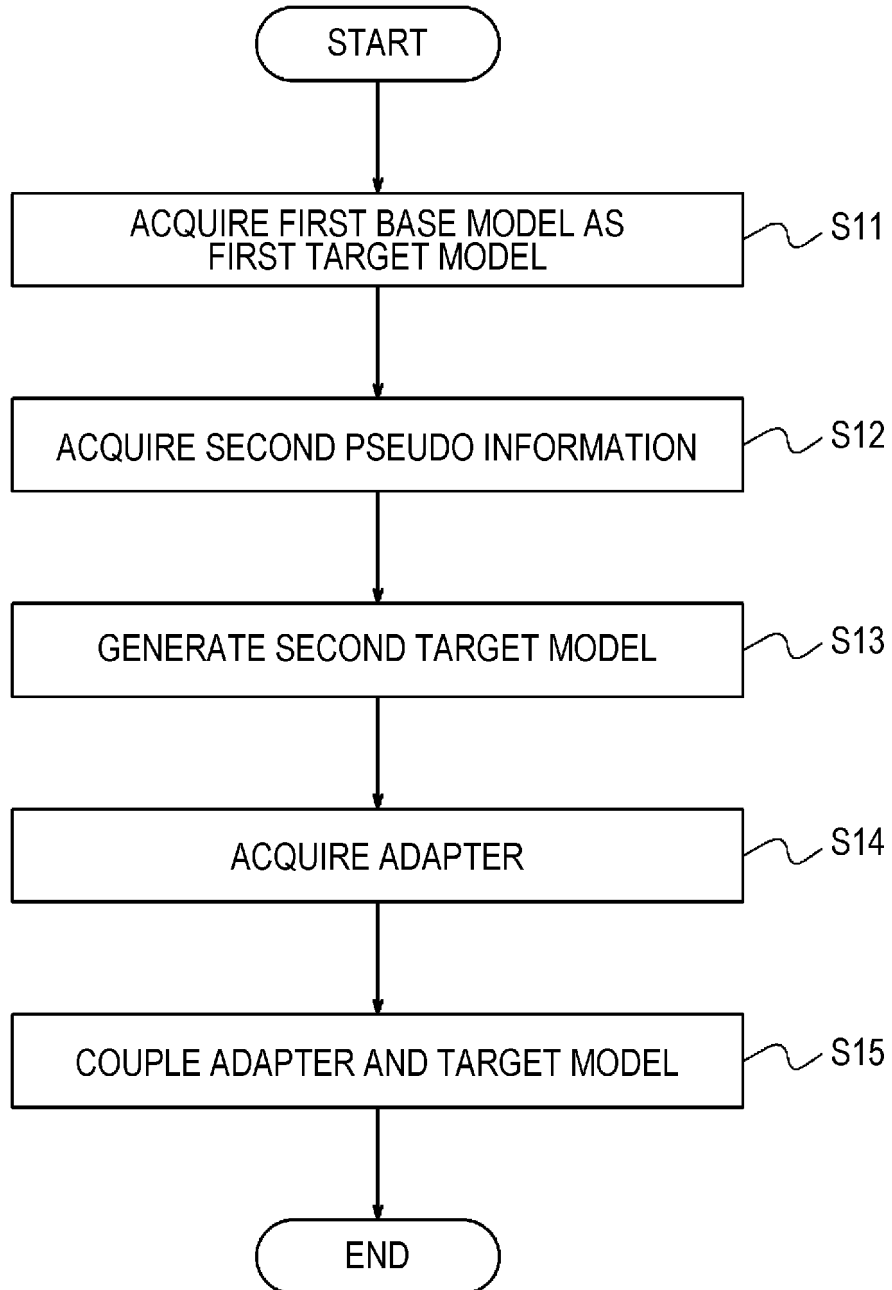 START
ACQUIRE FIRST BASE MODEL AS
FIRST TARGET MODEL
S11
ACQUIRE SECOND PSEUDO INFORMATION
S12
GENERATE SECOND TARGET MODEL
S13
ACQUIRE ADAPTER
S14
COUPLE ADAPTER AND TARGET MODEL
S15
END